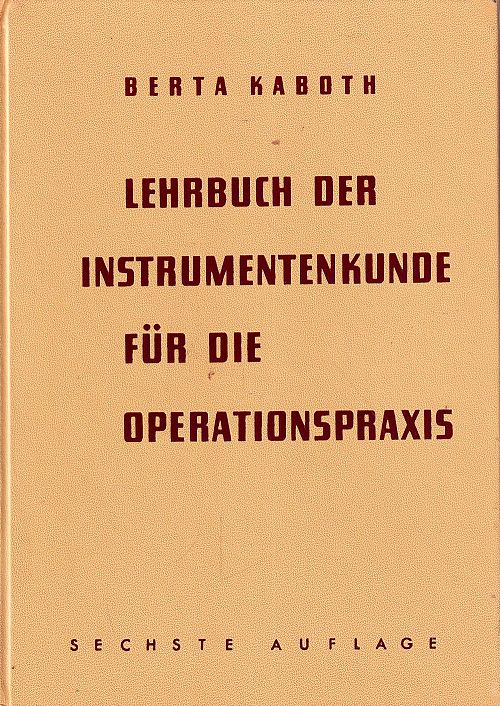 BERTA KABOTH
LEHRBUCH DER
INSTRUMENTENKUNDE
FÜR DIE
OPERATIONSPRAXIS
SECHSTE AUFLAGE